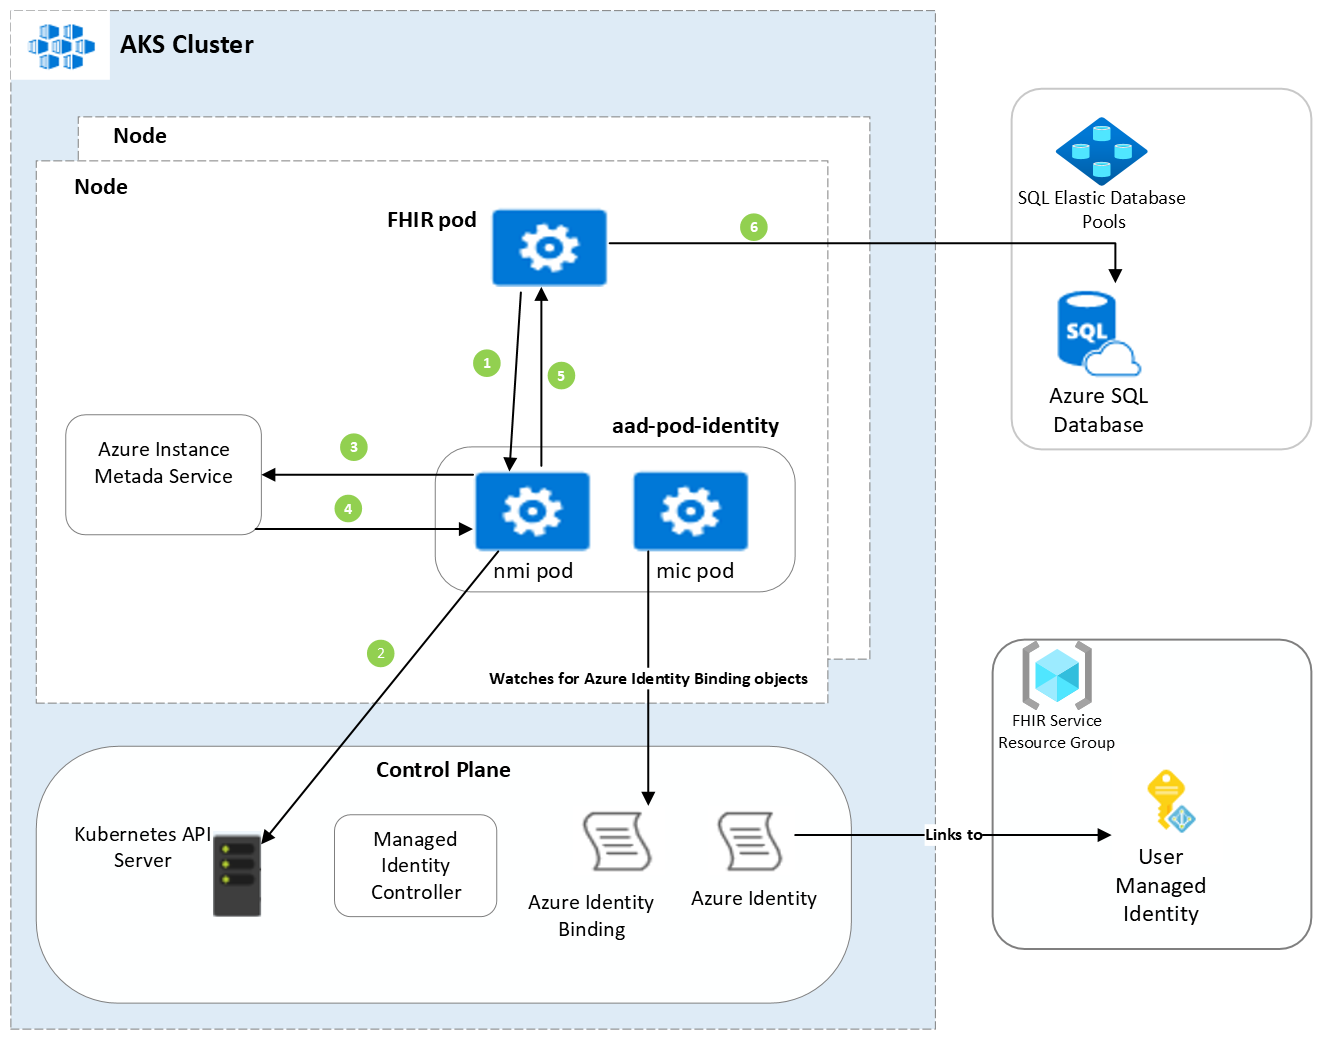 AKS Cluster
Node
Node
FHIR pod
6
SQL Elastic Database
Pools
SQL
Azure SQL
Database
1
5
aad-pod-identity
Azure Instance
Metada Service
3
4
nmi pod
mic pod
2
Watches for Azure Identity Binding objects
FHIR Service
Resource Group
Control Plane
Kubernetes API
Server
Managed
Identity
Controller
Azure Identity
Binding
Azure Identity
Links to
User
Managed
Identity